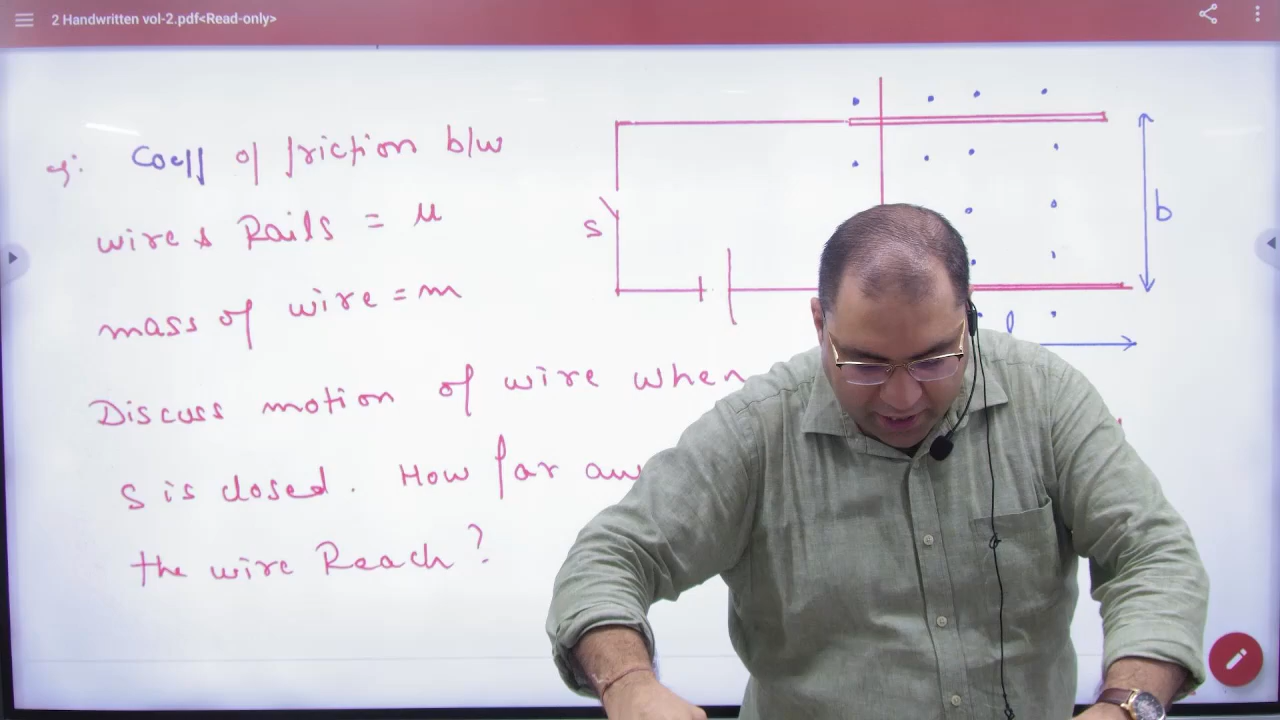 2 Handwritten vol-2.pdf<Read-only>
eg: Coeff of friction b/w
wire & Rails = μ
mass of wire = m
Discuss motion of wire when
S is closed. How far
the wire Reach?
S
b
l